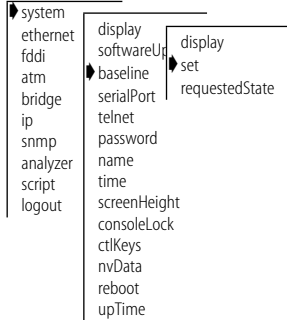 system
ethernet
fddi
atm
bridge
ip
snmp
analyzer
script
logout
display
softwareUp
baseline
serialPort
telnet
password
name
time
screenHeight
consoleLock
ctlKeys
nvData
reboot
upTime
display
set
requestedState